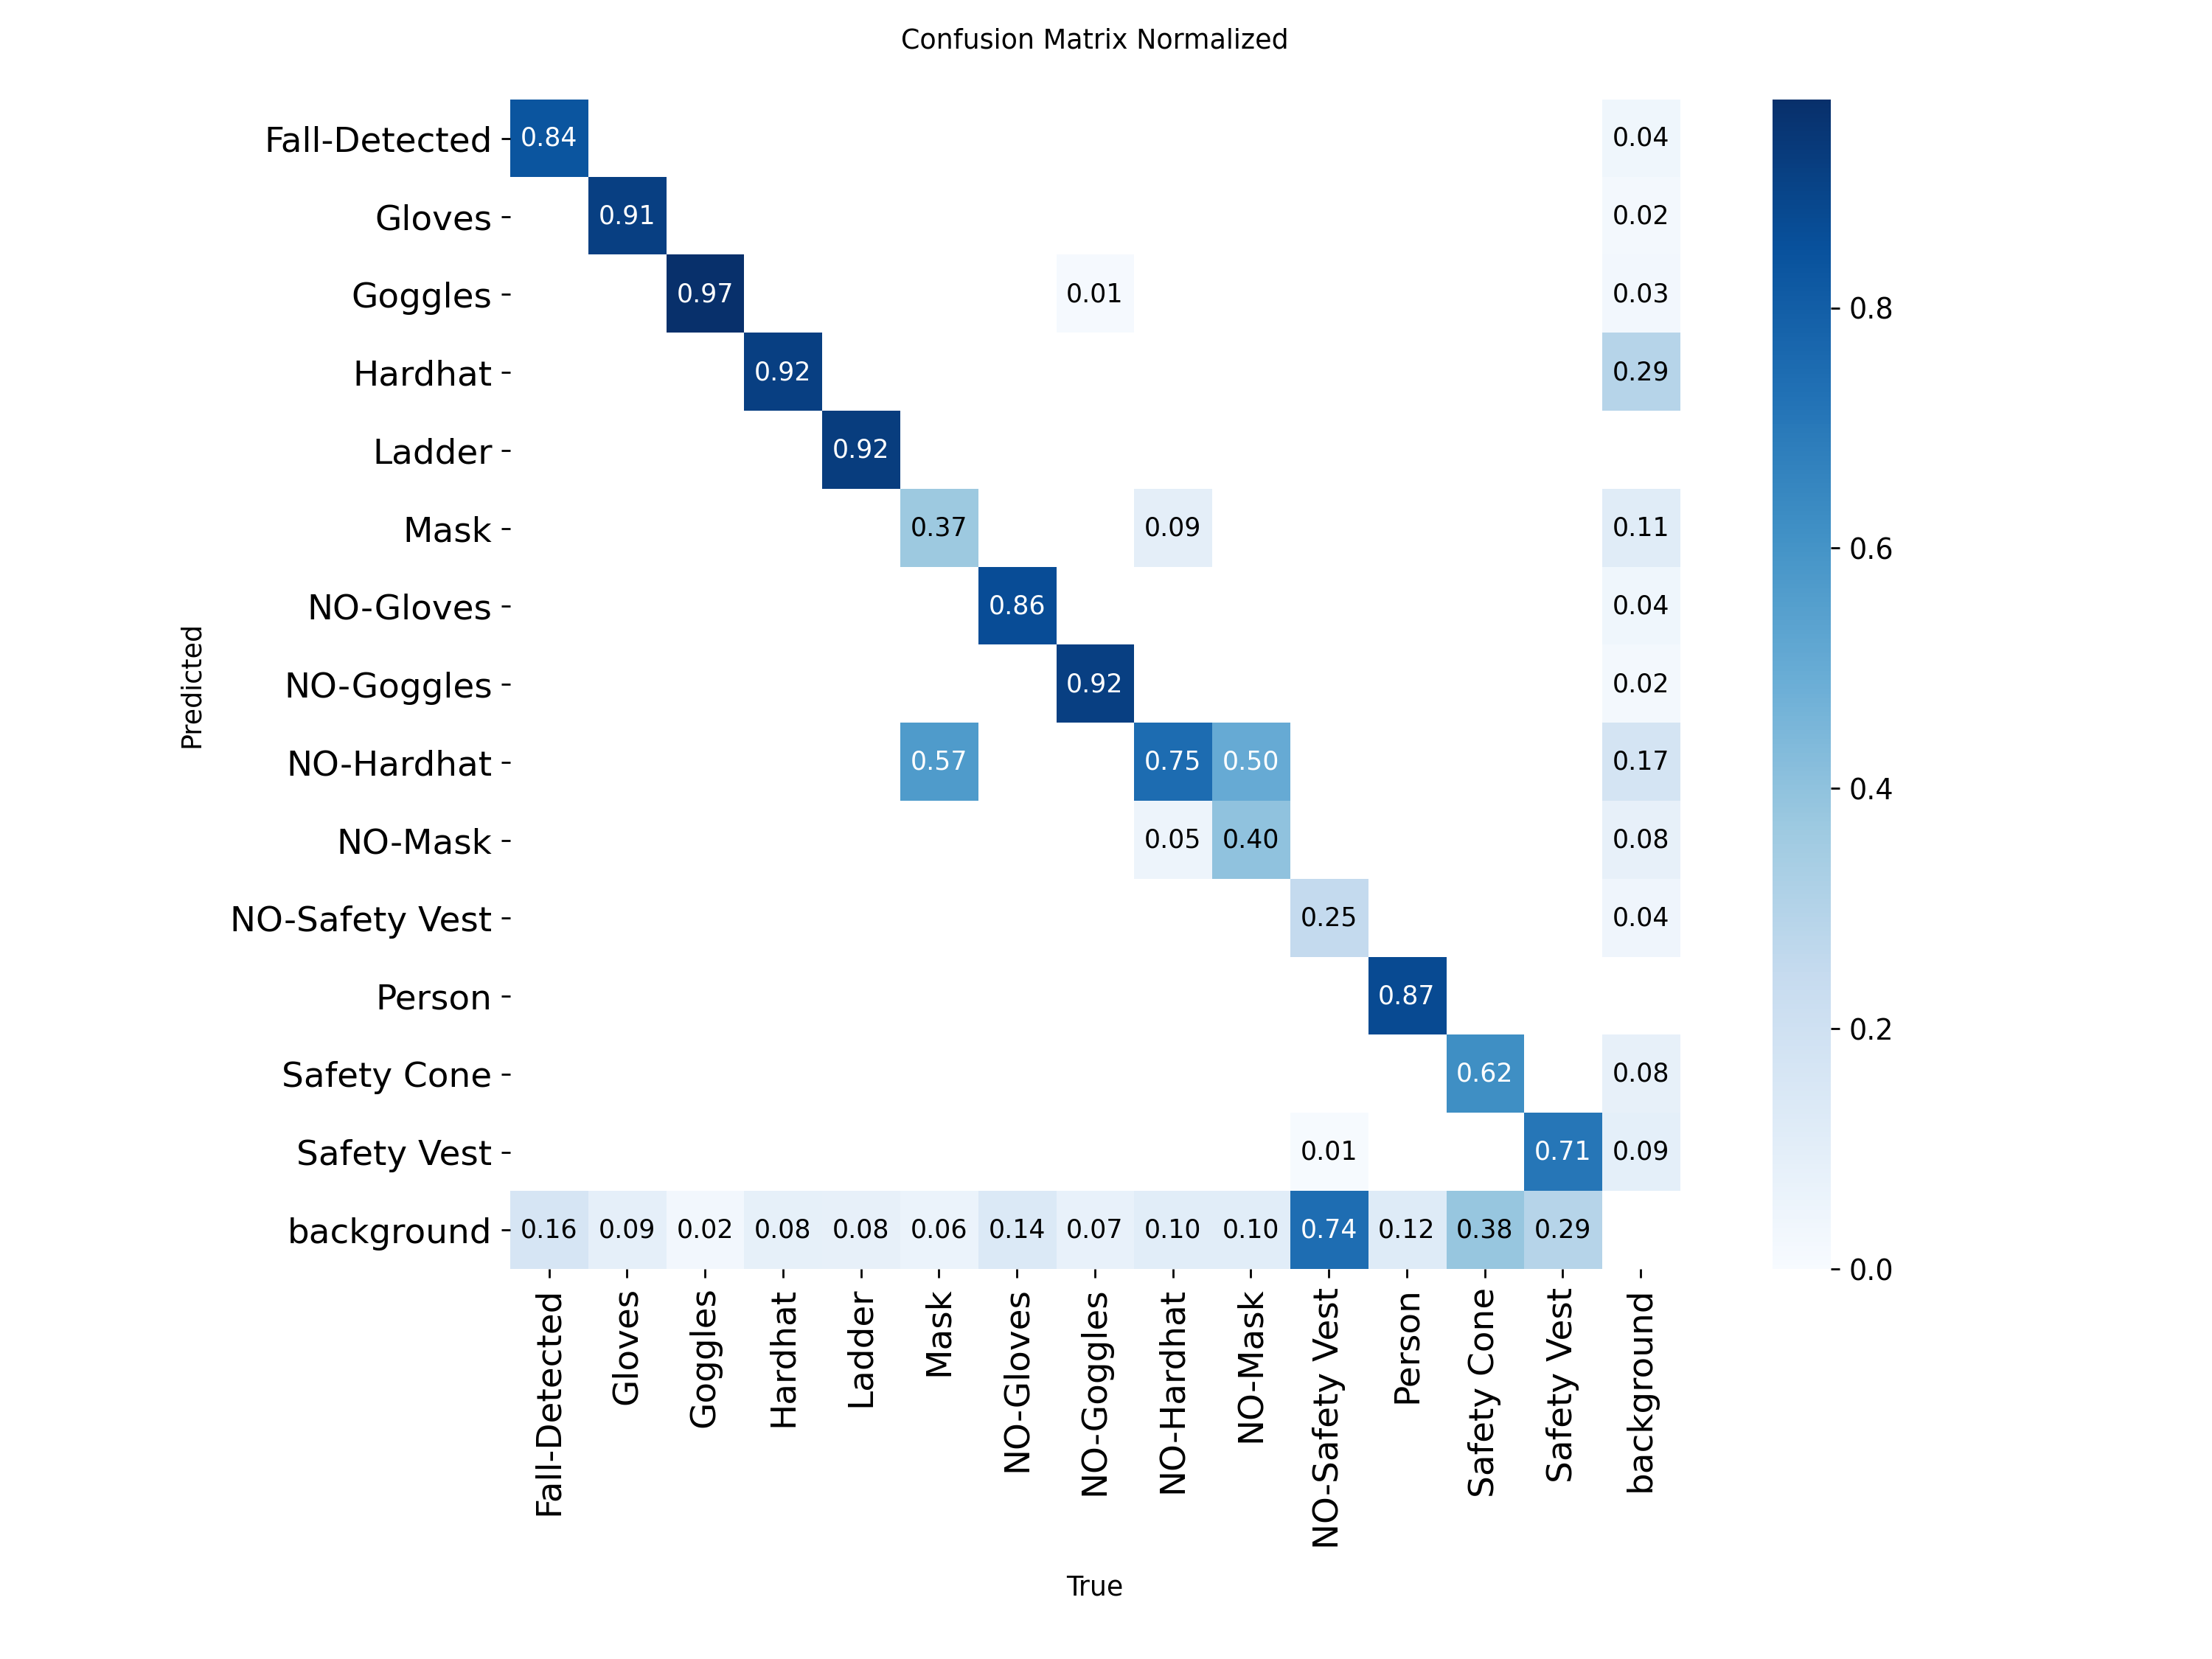 Confusion Matrix Normalized
Fall-Detected 0.84 0.04
Gloves 0.91 0.02
Goggles 0.97 0.01 0.03
Hardhat 0.92 0.29
Ladder 0.92
Mask 0.37 0.09 0.11
NO-Gloves 0.86 0.04
NO-Goggles 0.92 0.02
NO-Hardhat 0.57 0.75 0.50 0.17
NO-Mask 0.05 0.40 0.08
NO-Safety Vest 0.25 0.04
Person 0.87
Safety Cone 0.62 0.08
Safety Vest 0.01 0.71 0.09
background 0.16 0.09 0.02 0.08 0.08 0.06 0.14 0.07 0.10 0.10 0.74 0.12 0.38 0.29
Predicted
Fall-Detected
Gloves
Goggles
Hardhat
Ladder
Mask
NO-Gloves
NO-Goggles
NO-Hardhat
NO-Mask
NO-Safety Vest
Person
Safety Cone
Safety Vest
background
True
0.8
0.6
0.4
0.2
0.0